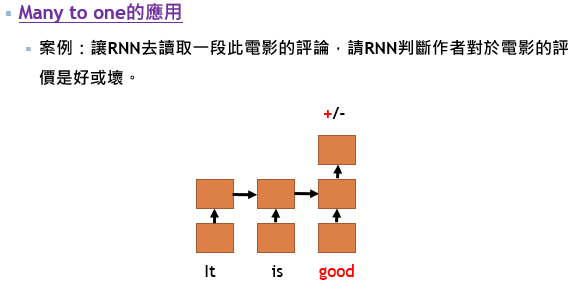 Many to one的應用
案例：讓RNN去讀取一段此電影的評論，請RNN判斷作者對於電影的評
價是好或壞。
+/-
It is good